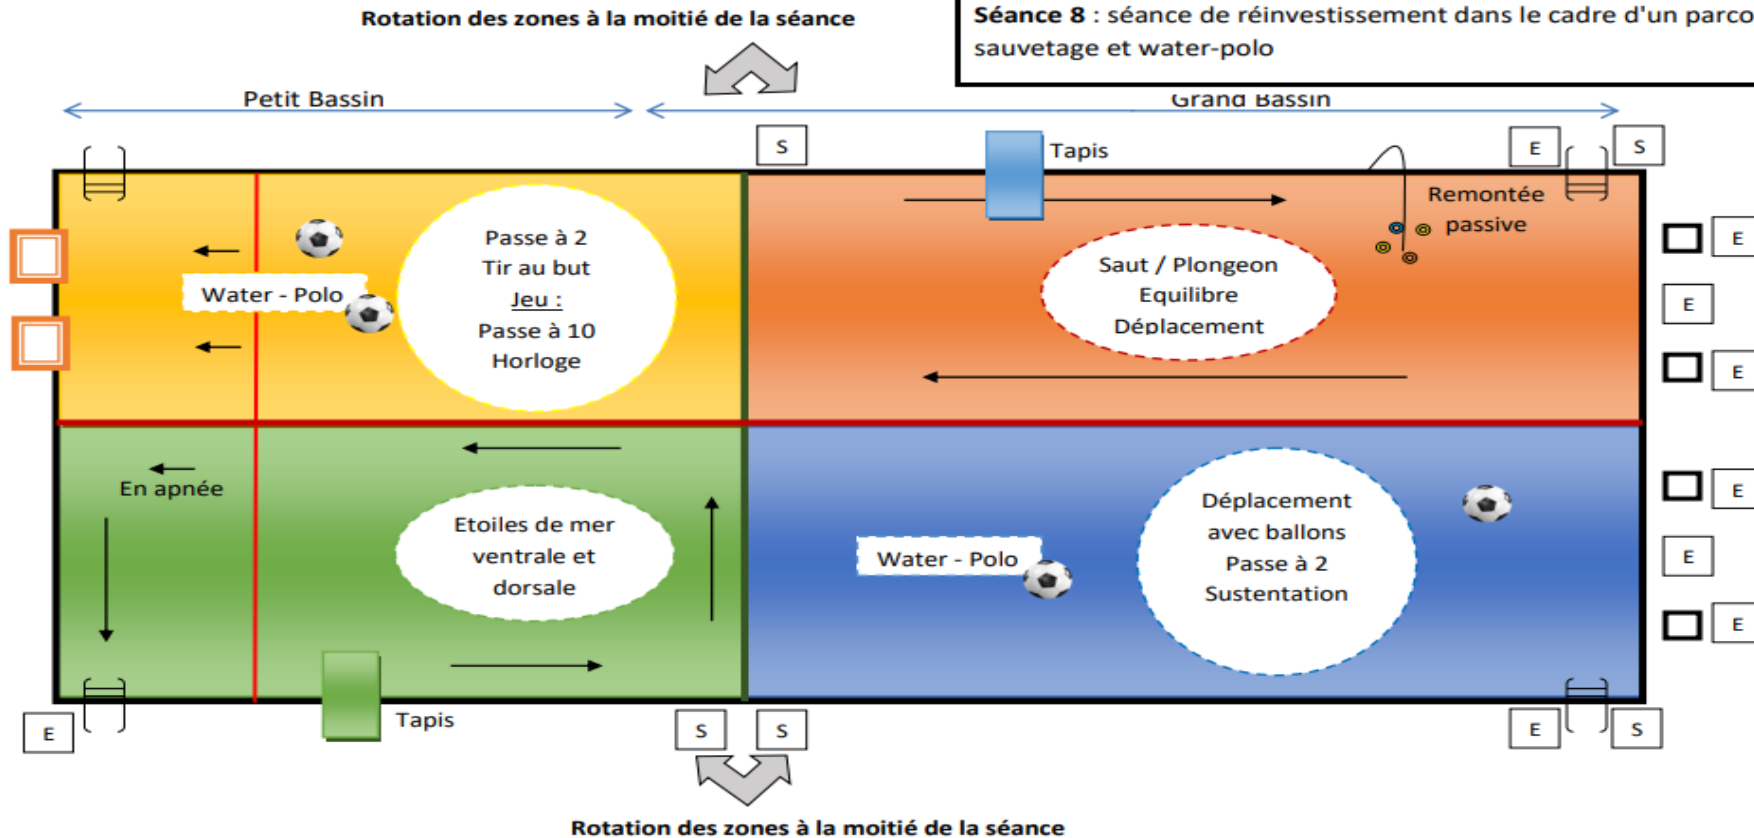 Rotation des zones à la moitié de la séance
Séance 8 : séance de réinvestissement dans le cadre d'un parco
sauvetage et water-polo
Petit Bassin
Grand Bassin
S
Tapis
E
S
Remontée
passive
E
E
E
Passe à 2
Tir au but
Jeu :
Passe à 10
Horloge
Water - Polo
Saut / Plongeon
Equilibre
Déplacement
En apnée
Etoiles de mer
ventrale et
dorsale
Water - Polo
Déplacement
avec ballons
Passe à 2
Sustentation
E
E
E
E
Tapis
S
S
E
S
Rotation des zones à la moitié de la séance